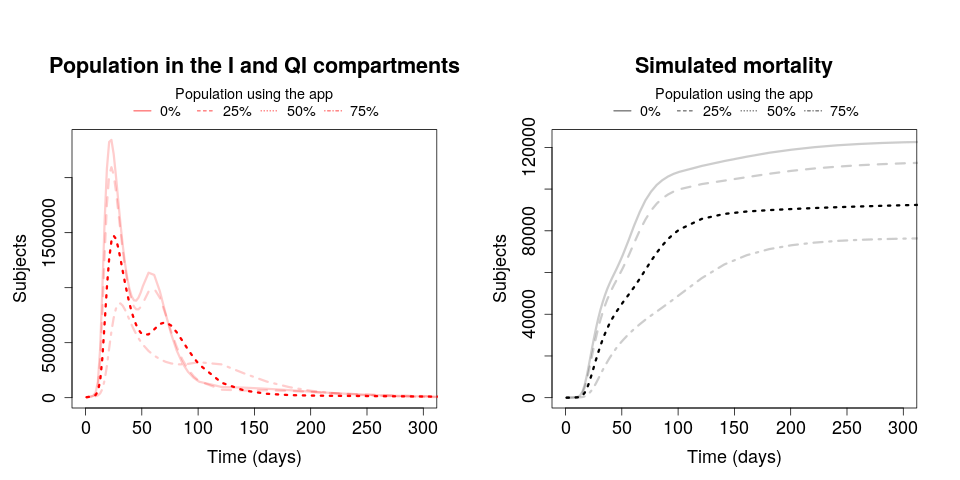 Population in the I and QI compartments
Population using the app
0% 25% 50% 75%
Subjects
0 500000 1500000
0 50 100 150 200 250 300
Time (days)
Simulated mortality
Population using the app
0% 25% 50% 75%
Subjects
0 40000 80000 120000
0 50 100 150 200 250 300
Time (days)